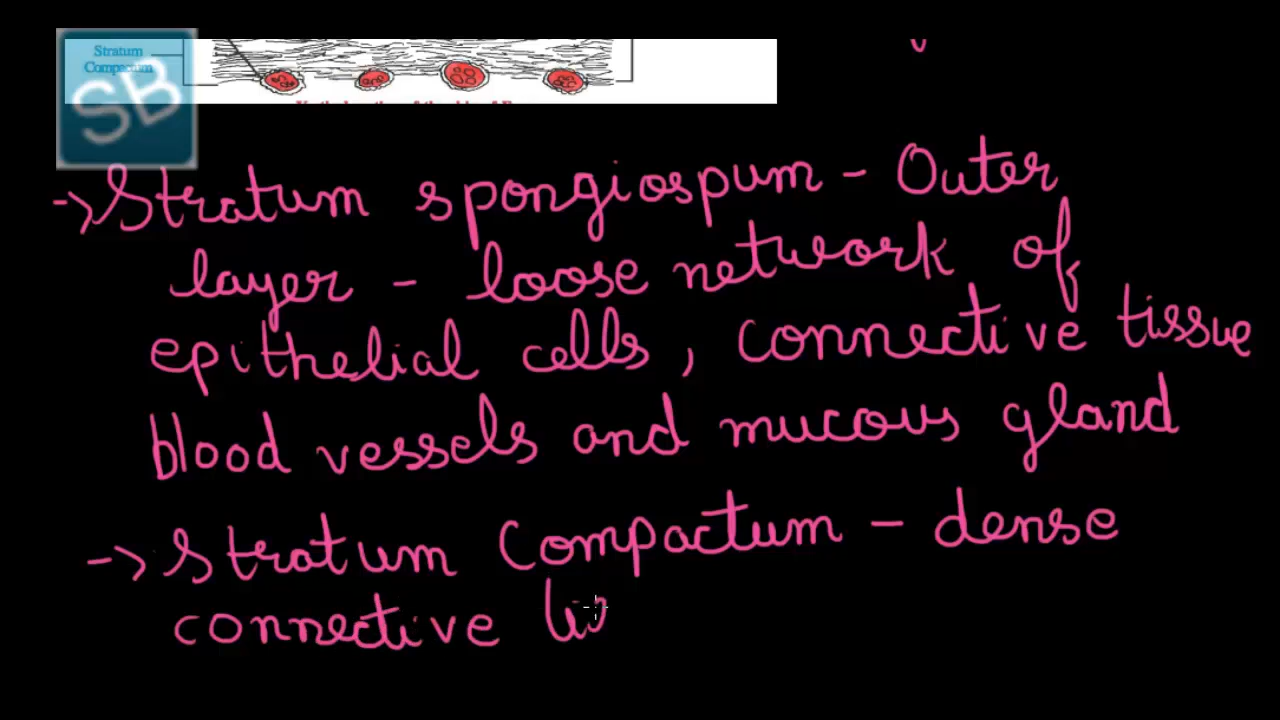 Stratum
Compactum
SB
→ Stratum spongiospum - Outer
layer - loose network of
epithelial cells, connective tissue
blood vessels and mucous gland
→ Stratum Compactum - dense
connective